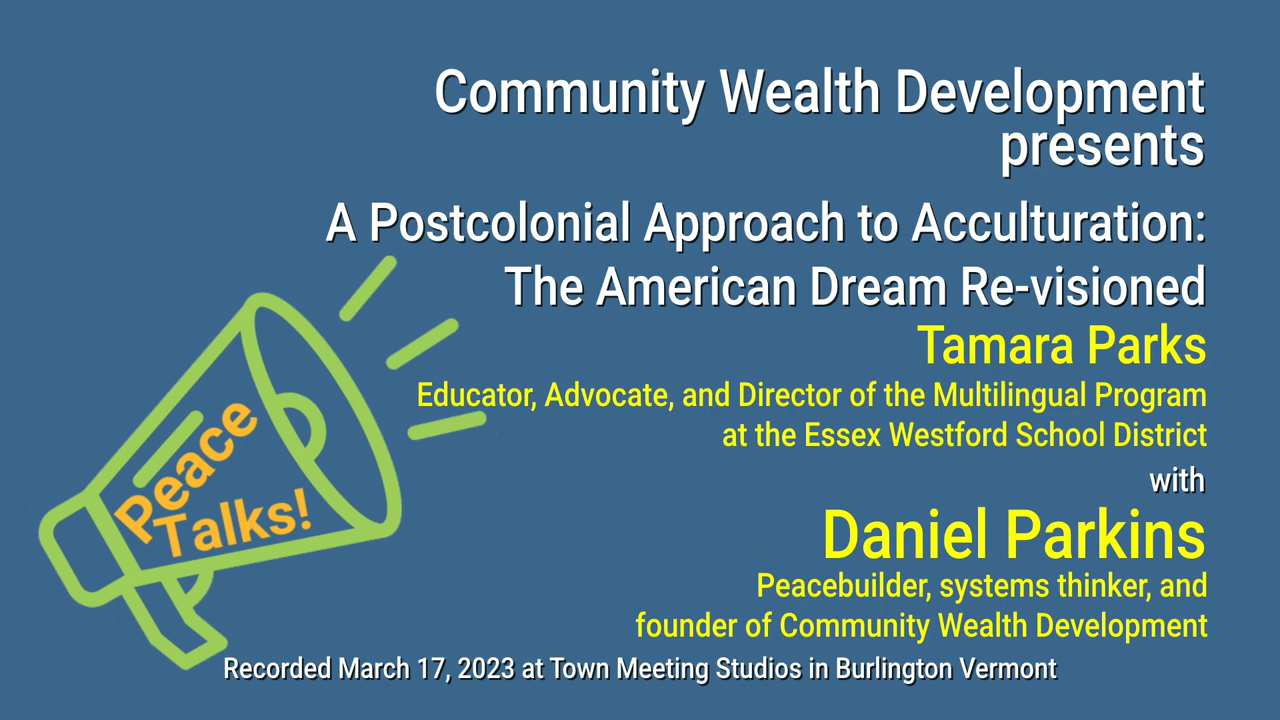 Community Wealth Development
presents
A Postcolonial Approach to Acculturation:
The American Dream Re-visioned
Tamara Parks
Educator, Advocate, and Director of the Multilingual Program
at the Essex Westford School District
with
Daniel Parkins
Peacebuilder, systems thinker, and
founder of Community Wealth Development
Peace
Talks!
Recorded March 17, 2023 at Town Meeting Studios in Burlington Vermont